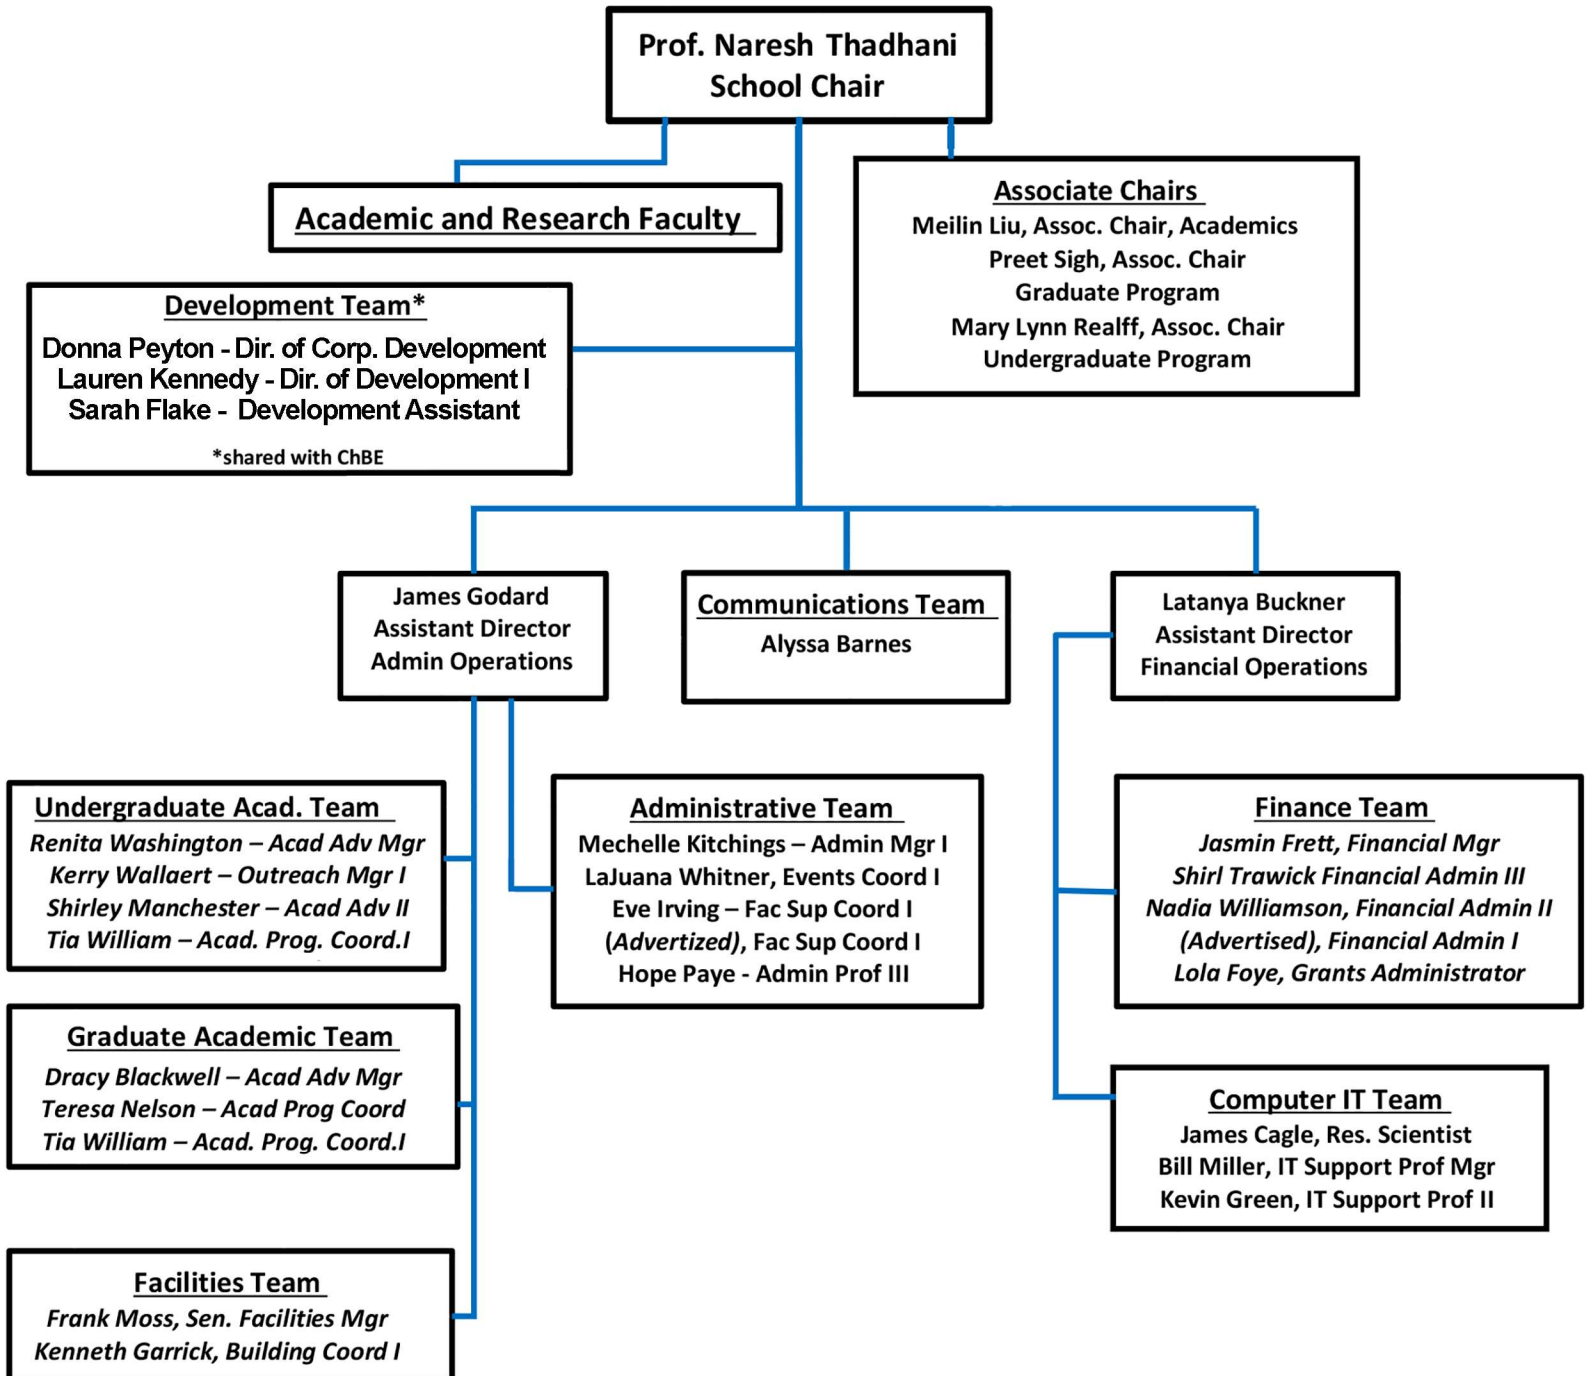 Prof. Naresh Thadhani
School Chair
Academic and Research Faculty
Associate Chairs
Meilin Liu, Assoc. Chair, Academics
Preet Sigh, Assoc. Chair
Graduate Program
Mary Lynn Realff, Assoc. Chair
Undergraduate Program
Development Team*
Donna Peyton - Dir. of Corp. Development
Lauren Kennedy - Dir. of Development I
Sarah Flake - Development Assistant
*shared with ChBE
James Godard
Assistant Director
Admin Operations
Communications Team
Alyssa Barnes
Latanya Buckner
Assistant Director
Financial Operations
Undergraduate Acad. Team
Renita Washington – Acad Adv Mgr
Kerry Wallaert – Outreach Mgr I
Shirley Manchester – Acad Adv II
Tia William – Acad. Prog. Coord.I
Administrative Team
Mechelle Kitchings – Admin Mgr I
LaJuana Whitner, Events Coord I
Eve Irving – Fac Sup Coord I
(Advertized), Fac Sup Coord I
Hope Paye - Admin Prof III
Finance Team
Jasmin Frett, Financial Mgr
Shirl Trawick Financial Admin III
Nadia Williamson, Financial Admin II
(Advertised), Financial Admin I
Lola Foye, Grants Administrator
Graduate Academic Team
Dracy Blackwell – Acad Adv Mgr
Teresa Nelson – Acad Prog Coord
Tia William – Acad. Prog. Coord.I
Computer IT Team
James Cagle, Res. Scientist
Bill Miller, IT Support Prof Mgr
Kevin Green, IT Support Prof II
Facilities Team
Frank Moss, Sen. Facilities Mgr
Kenneth Garrick, Building Coord I